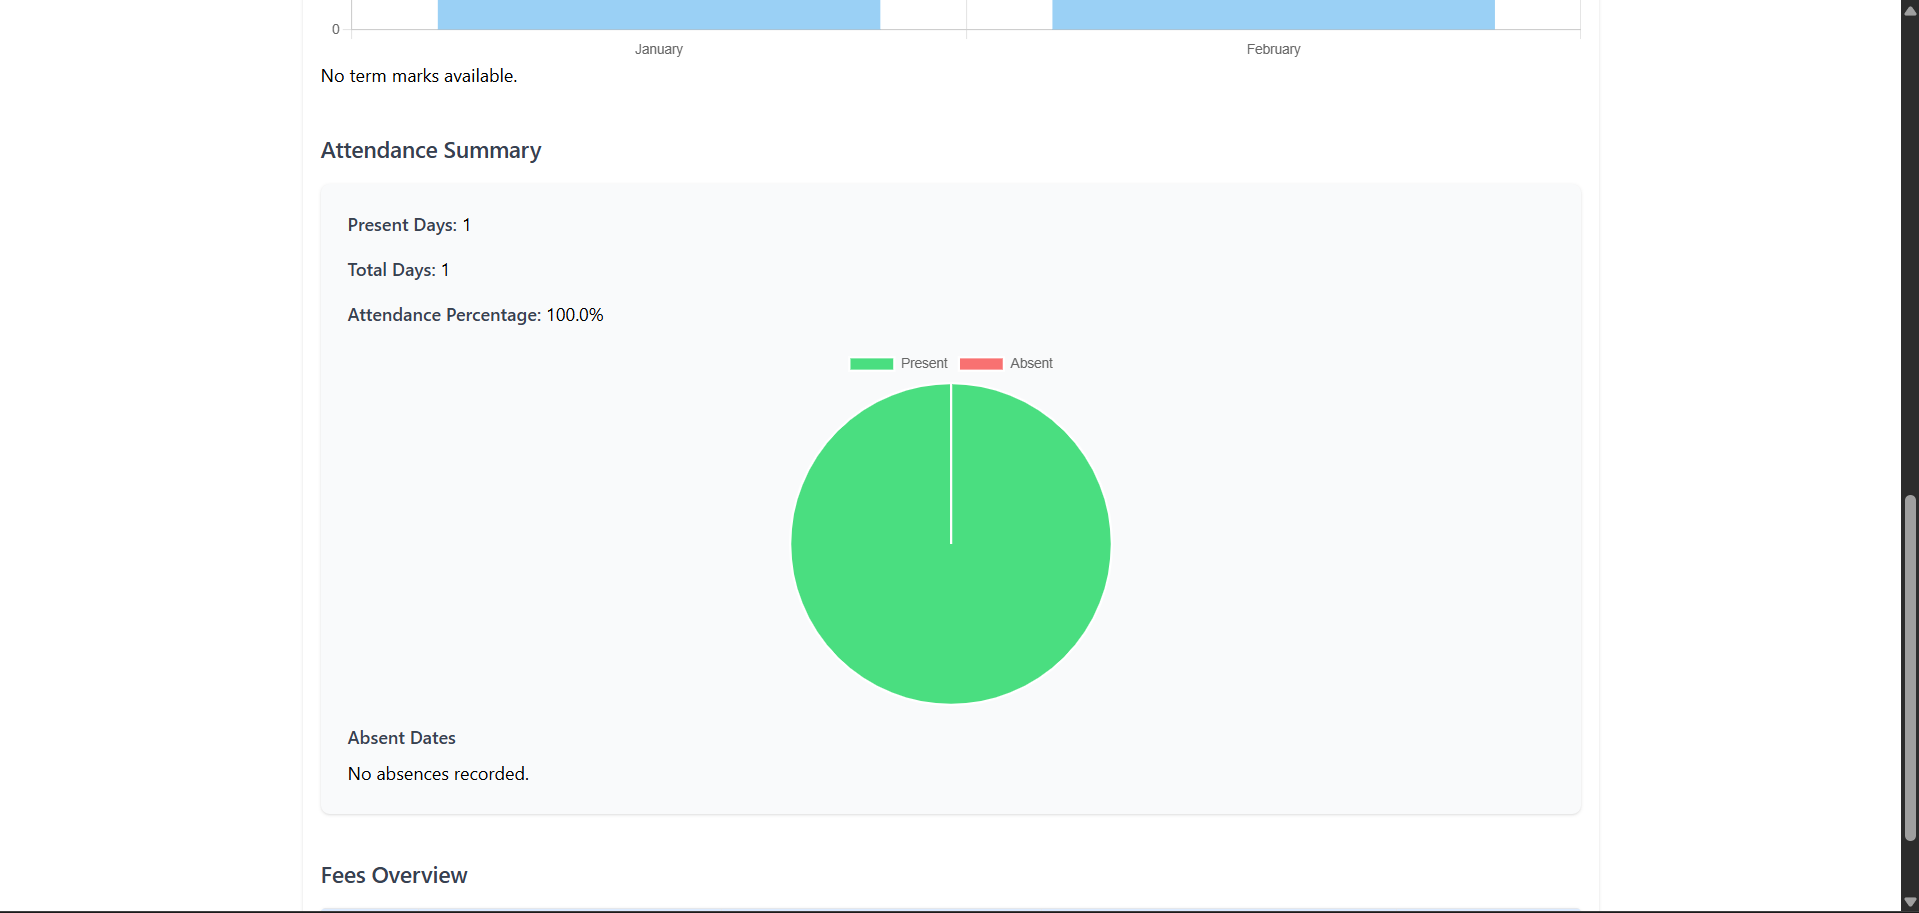 0
January February
No term marks available.
Attendance Summary
Present Days: 1
Total Days: 1
Attendance Percentage: 100.0%
Present Absent
Absent Dates
No absences recorded.
Fees Overview